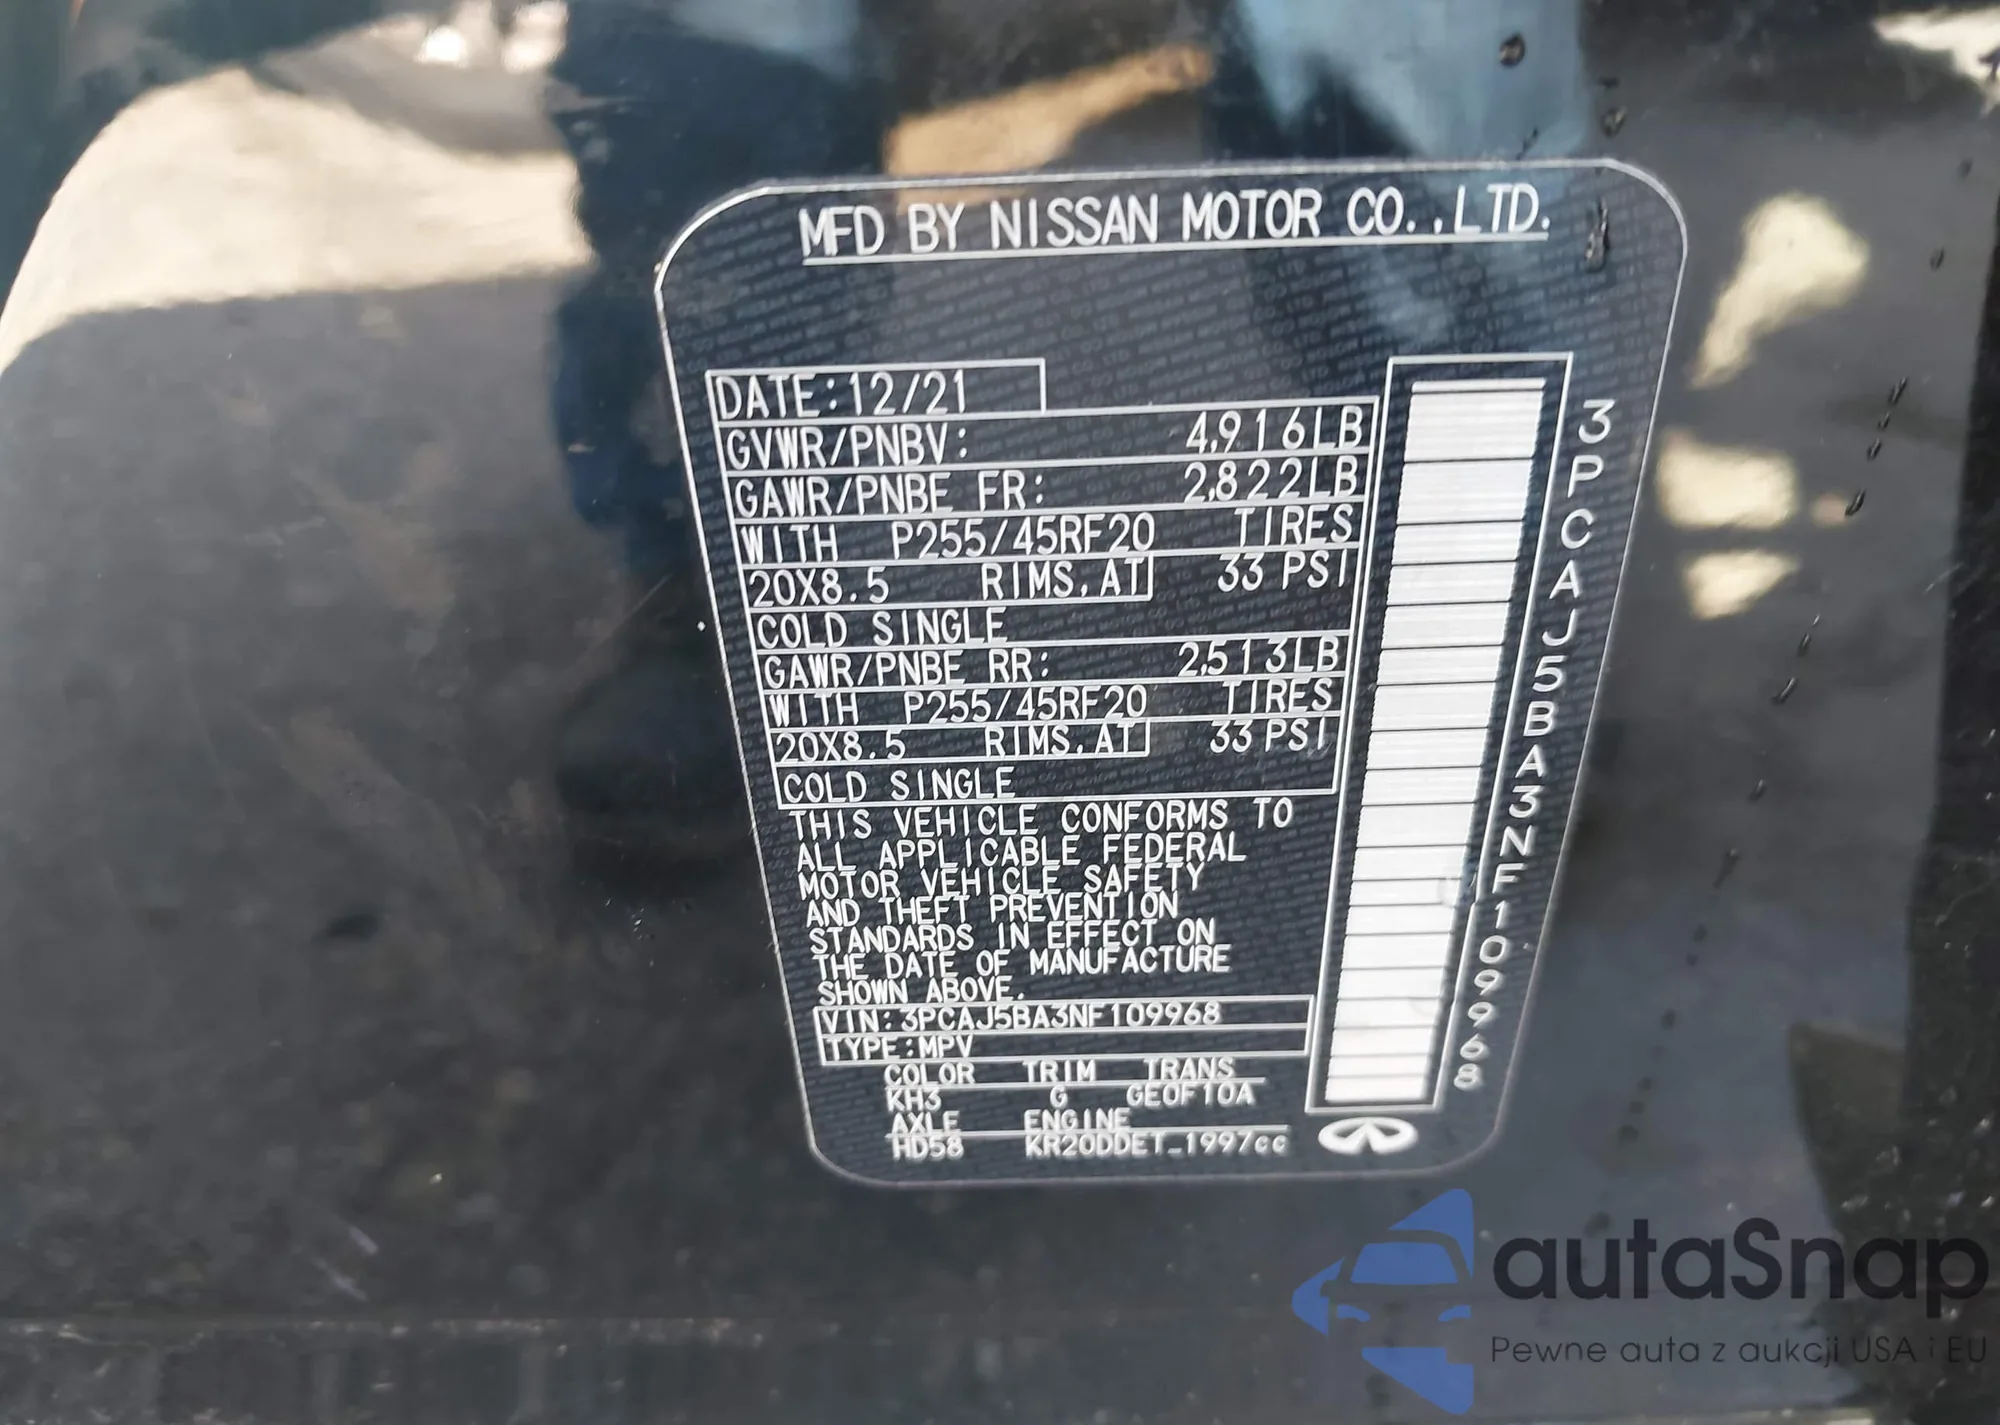 MFD BY NISSAN MOTOR CO.,LTD.
DATE:12/21
GVWR/PNBV: 4,916LB
GAWR/PNBE FR: 2,822LB
WITH P255/45RF20 TIRES
20X8.5 RIMS,AT 33 PSI
COLD SINGLE
GAWR/PNBE RR: 2,513LB
WITH P255/45RF20 TIRES
20X8.5 RIMS,AT 33 PSI
COLD SINGLE
THIS VEHICLE CONFORMS TO
ALL APPLICABLE FEDERAL
MOTOR VEHICLE SAFETY
AND THEFT PREVENTION
STANDARDS IN EFFECT ON
THE DATE OF MANUFACTURE
SHOWN ABOVE.
VIN:3PCAJ5BA3NF109968
TYPE:MPV
COLOR TRIM TRANS
KH3 G GE0F10A
AXLE ENGINE
HD58 KR20DDET_1997cc
3PCAJ5BA3NF109968
autaSnap
Pewne auta z aukcji USA i EU